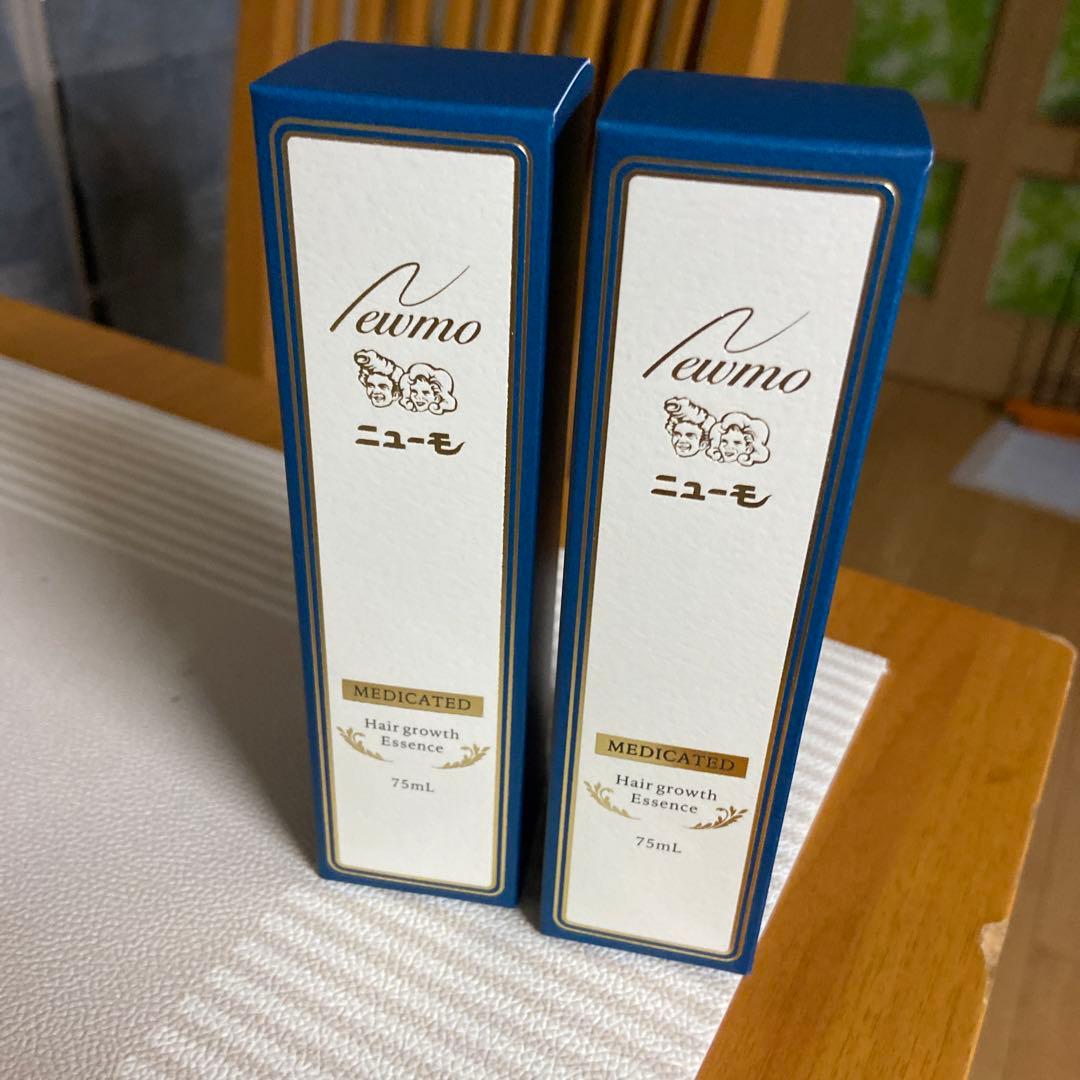 Newmo
ニューモ
MEDICATED
Hair growth
Essence
75mL
Newmo
ニューモ
MEDICATED
Hair growth
Essence
75mL